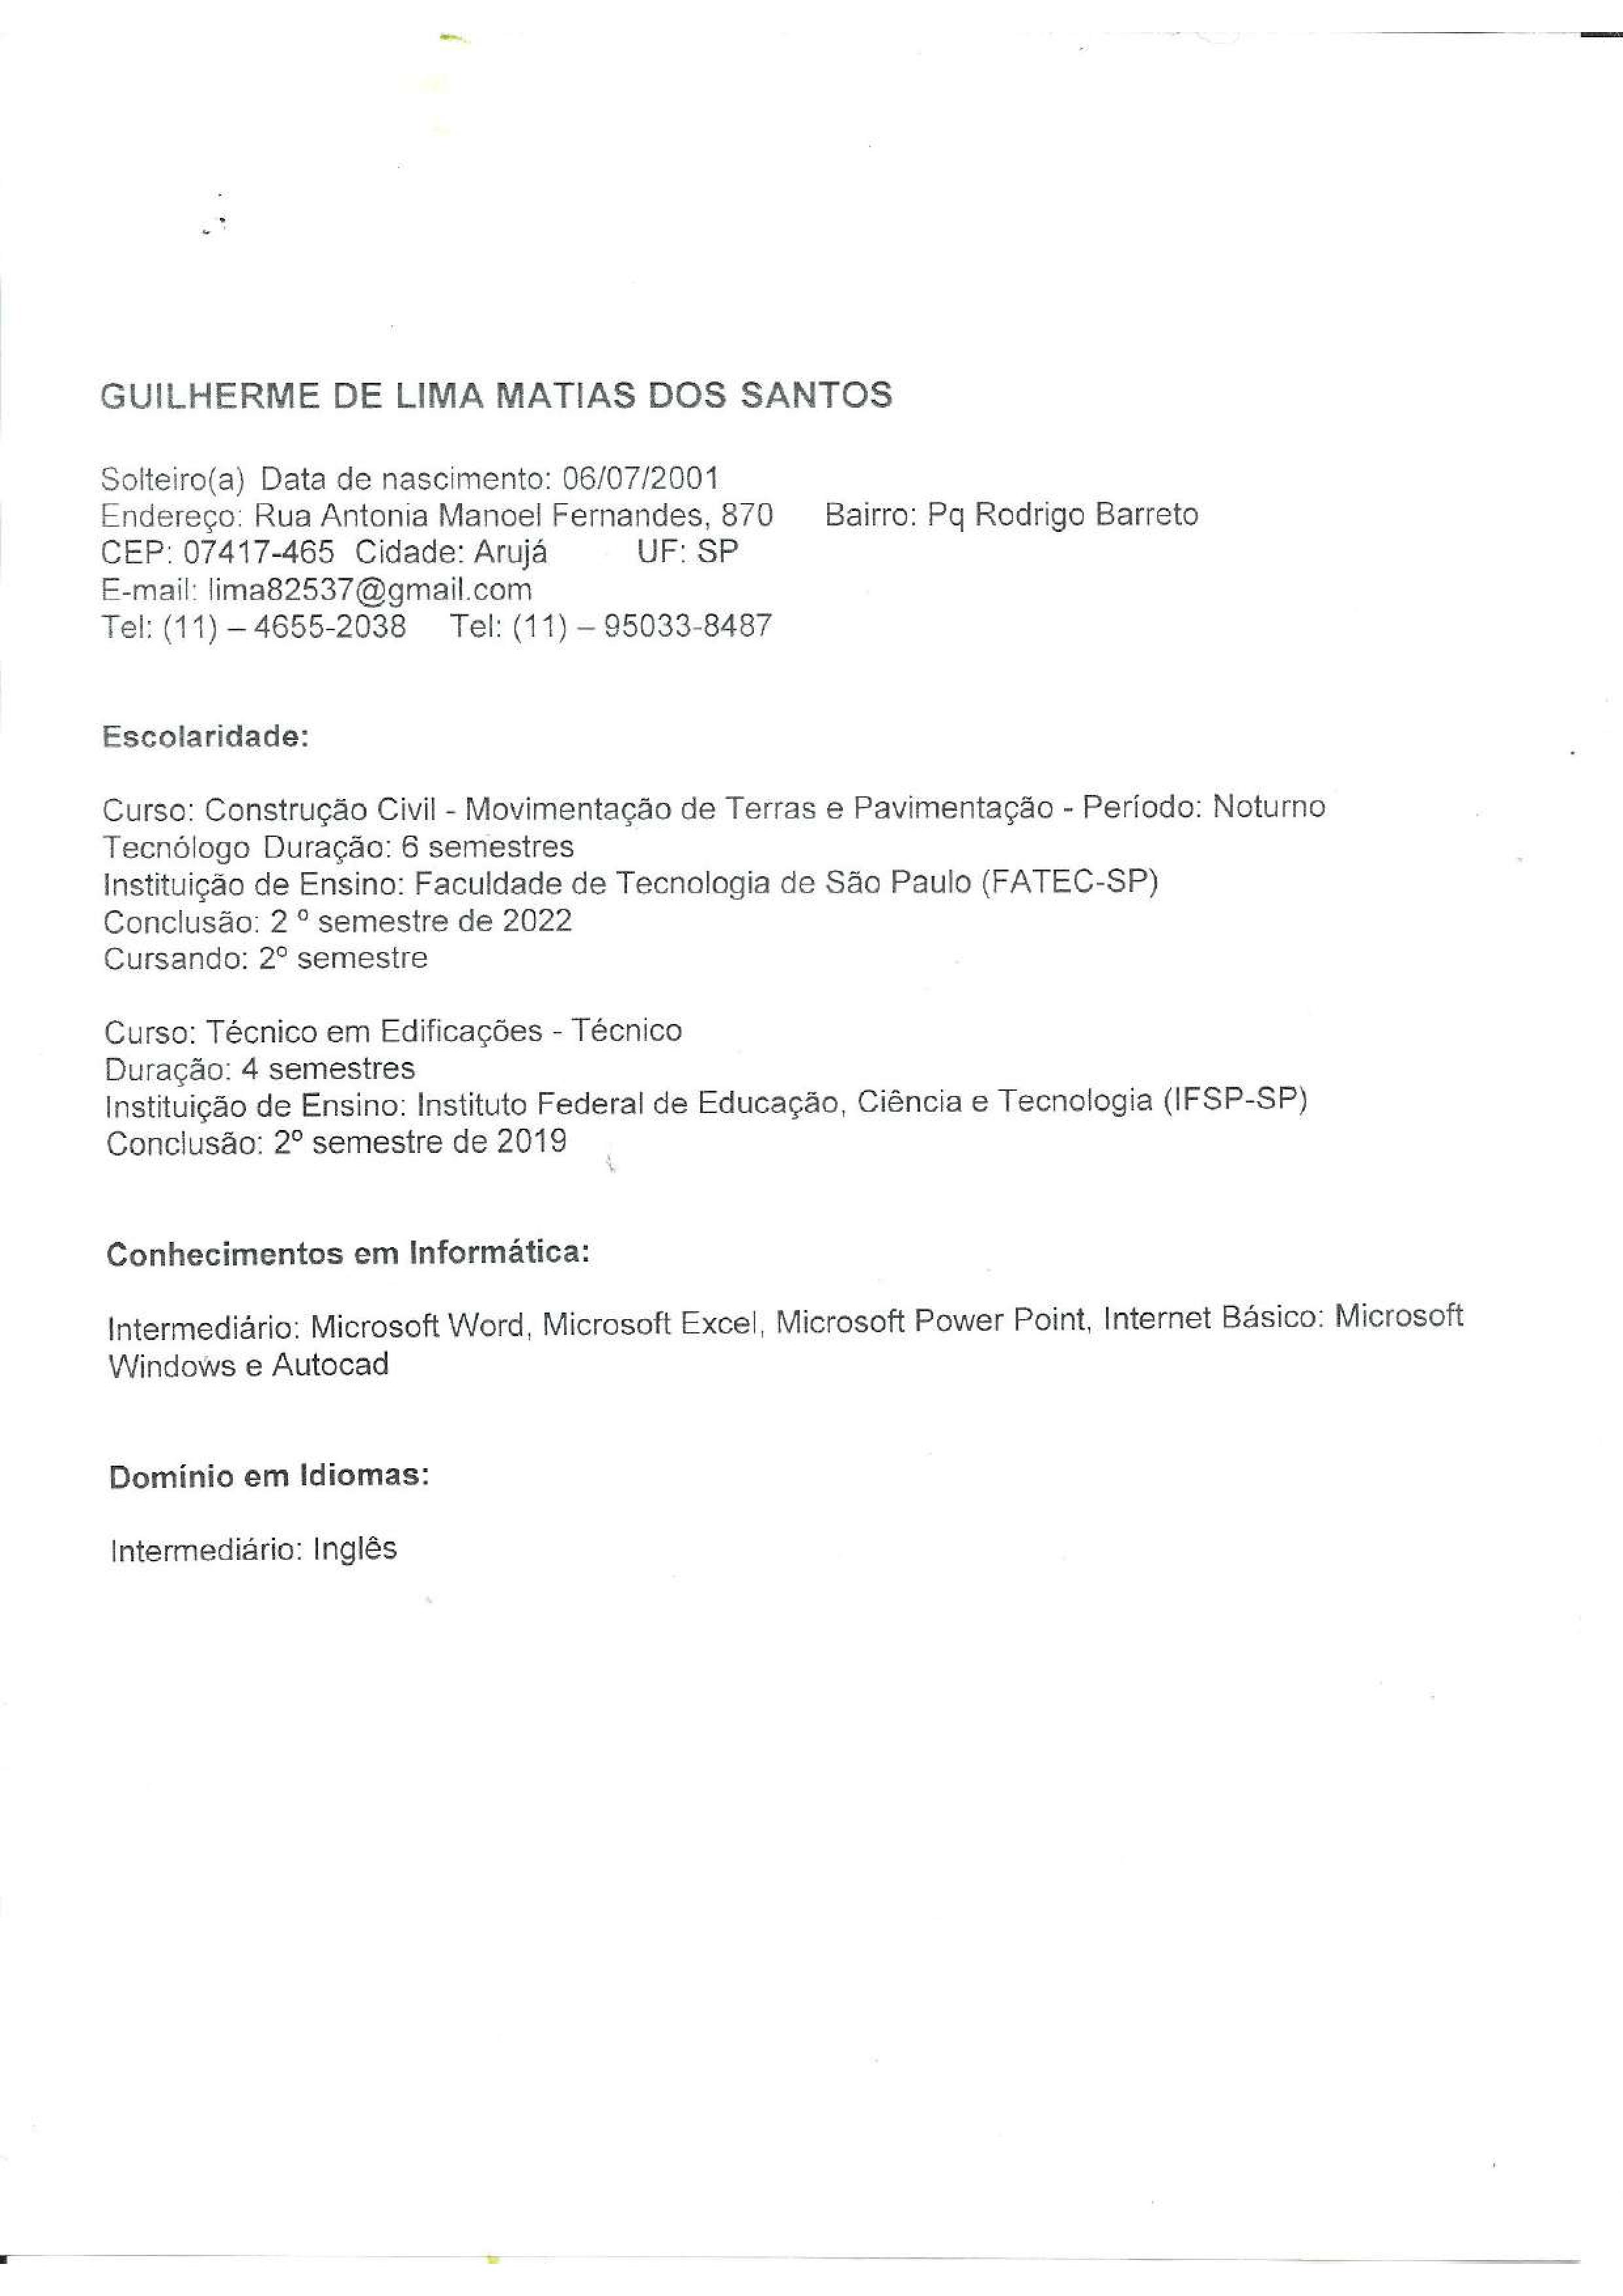 GUILHERME DE LIMA MATIAS DOS SANTOS
Solteiro(a) Data de nascimento: 06/07/2001
Endereço: Rua Antonia Manoel Fernandes, 870 Bairro: Pq Rodrigo Barreto
CEP: 07417-465 Cidade: Arujá UF: SP
E-mail: lima82537@gmail.com
Tel: (11) – 4655-2038 Tel: (11) – 95033-8487
Escolaridade:
Curso: Construção Civil - Movimentação de Terras e Pavimentação - Período: Noturno
Tecnólogo Duração: 6 semestres
Instituição de Ensino: Faculdade de Tecnologia de São Paulo (FATEC-SP)
Conclusão: 2 º semestre de 2022
Cursando: 2º semestre
Curso: Técnico em Edificações - Técnico
Duração: 4 semestres
Instituição de Ensino: Instituto Federal de Educação, Ciência e Tecnologia (IFSP-SP)
Conclusão: 2º semestre de 2019
Conhecimentos em Informática:
Intermediário: Microsoft Word, Microsoft Excel, Microsoft Power Point, Internet Básico: Microsoft
Windows e Autocad
Domínio em Idiomas:
Intermediário: Inglês